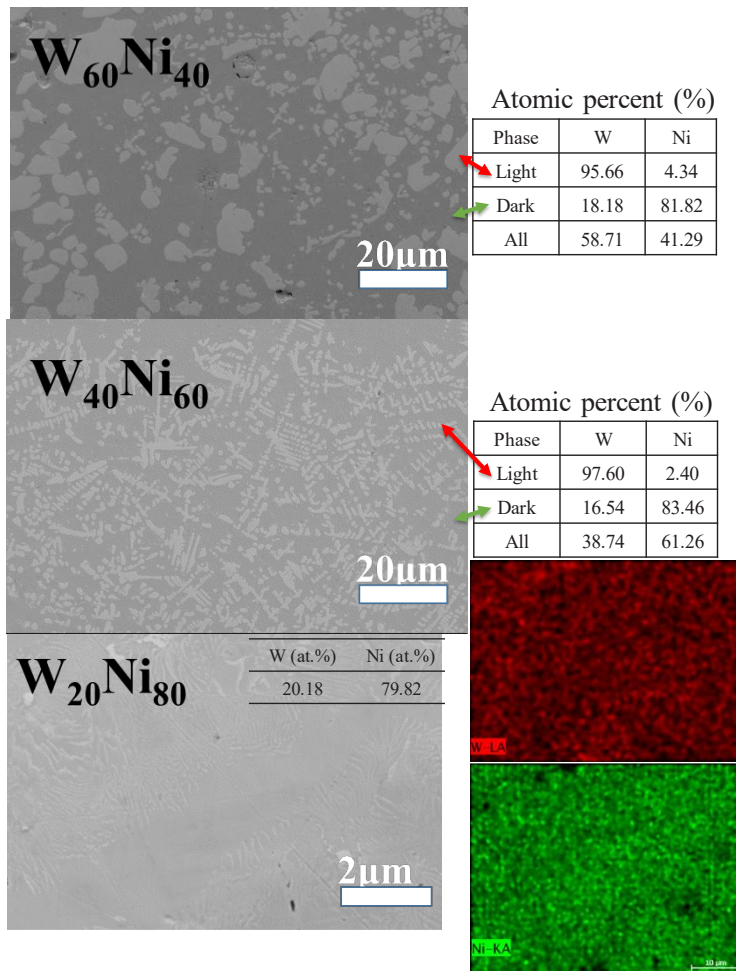 W60Ni40
20μm
Atomic percent (%)
Phase W Ni
Light 95.66 4.34
Dark 18.18 81.82
All 58.71 41.29
W40Ni60
20μm
Atomic percent (%)
Phase W Ni
Light 97.60 2.40
Dark 16.54 83.46
All 38.74 61.26
W20Ni80
W (at.%) Ni (at.%)
20.18 79.82
2μm
W-LA
Ni-KA
10 μm